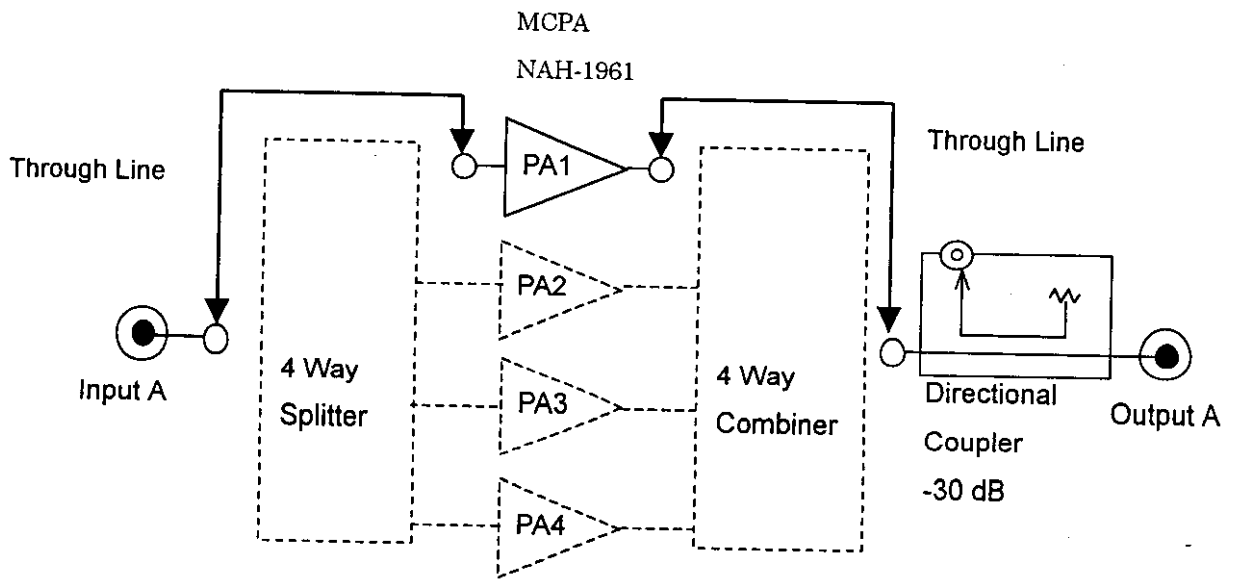 MCPA
NAH-1961
Through Line
PA1
Through Line
PA2
Input A
4 Way
Splitter
PA3
4 Way
Combiner
Directional
Coupler
-30 dB
Output A
PA4